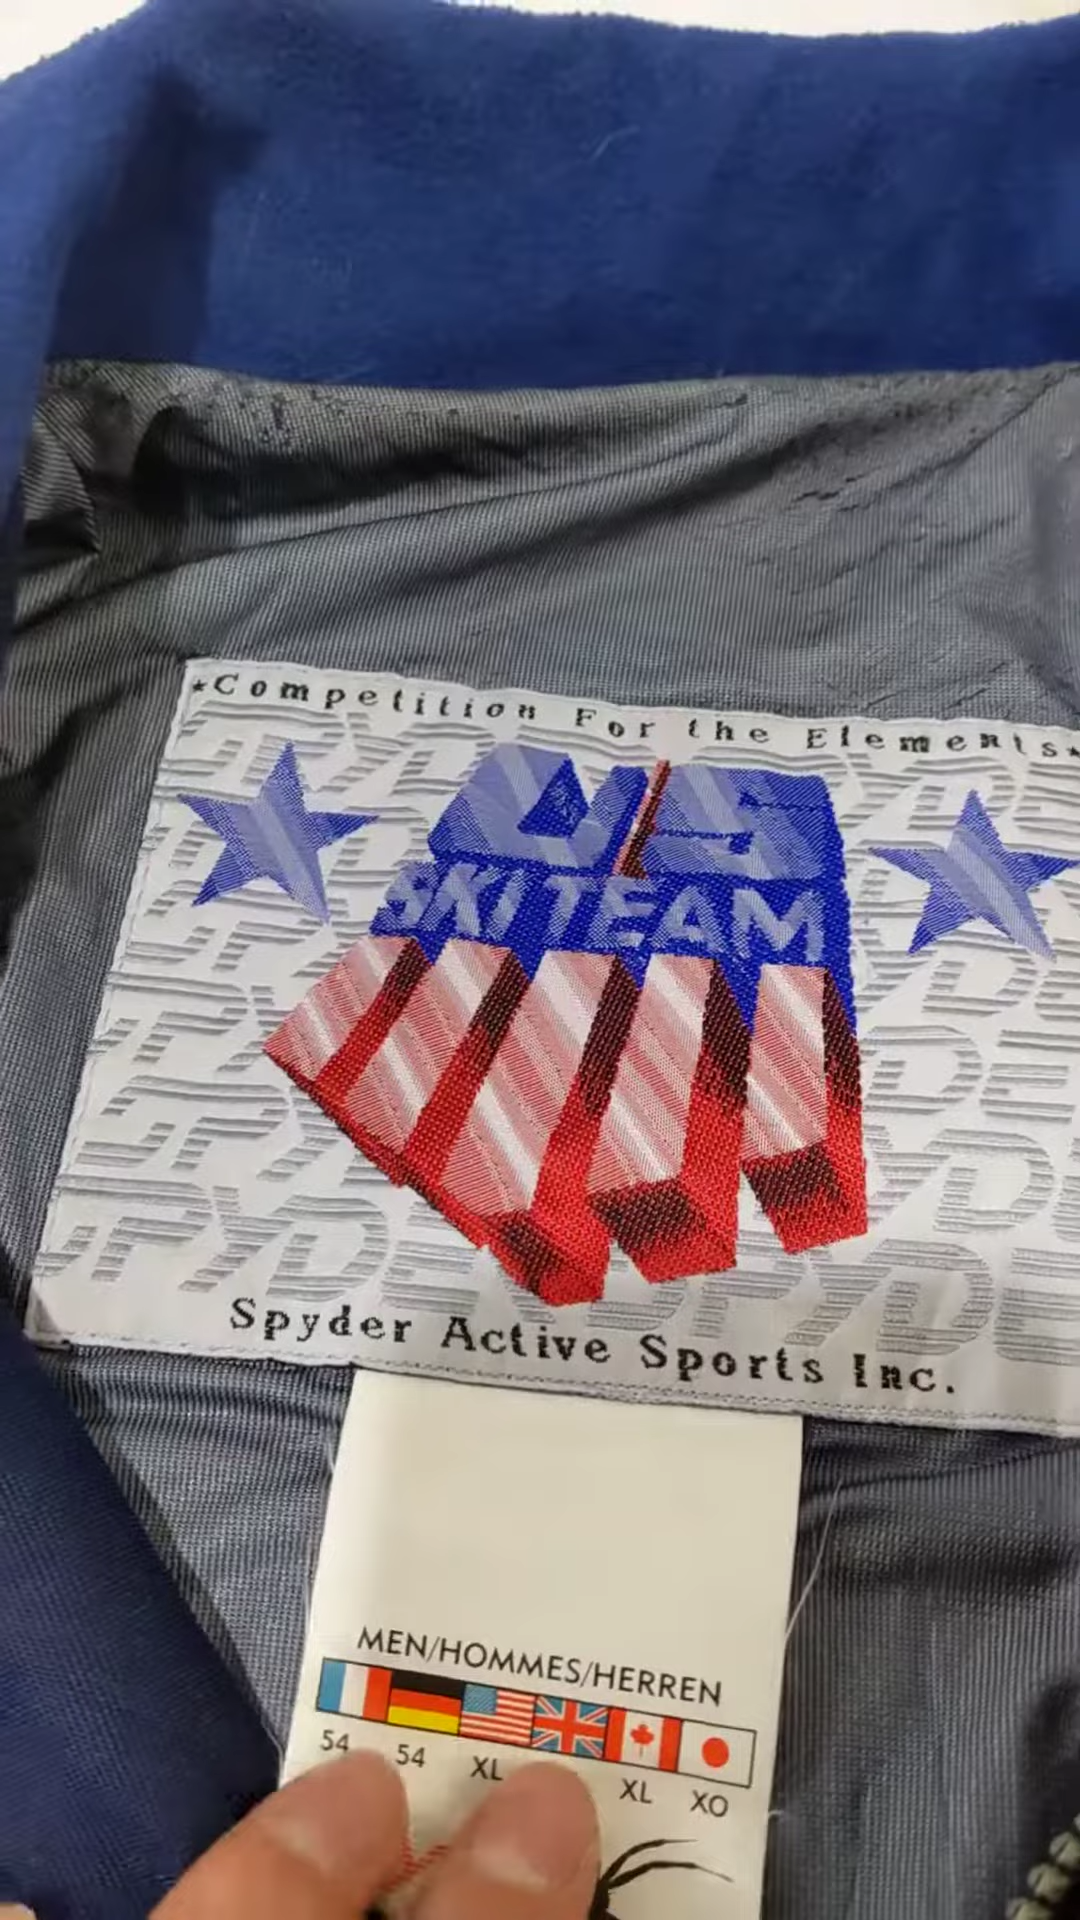 ★Competition For the Elements★
US
SKI TEAM
Spyder Active Sports Inc.
MEN/HOMMES/HERREN
54 54 XL XL XO